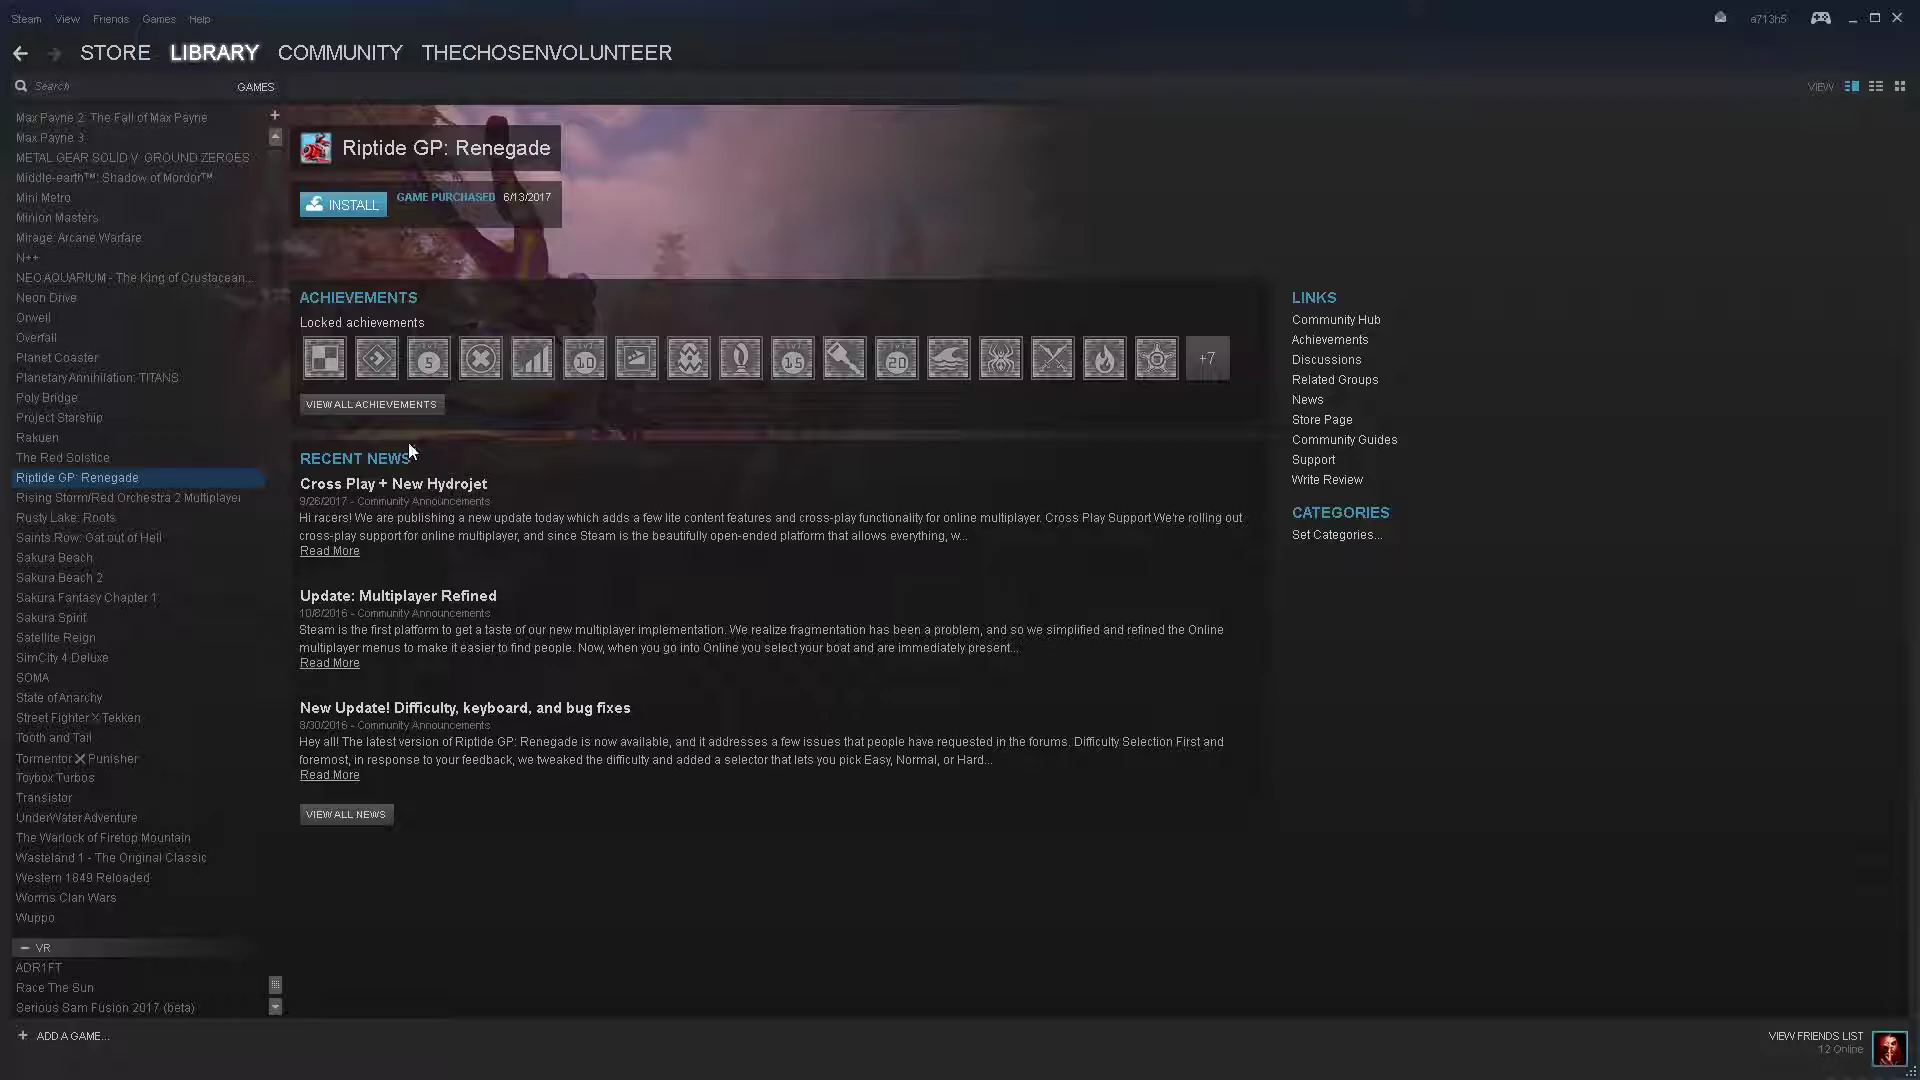 Steam View Friends Games Help
a713h5
STORE LIBRARY COMMUNITY THECHOSENVOLUNTEER
Search GAMES
VIEW
Max Payne 2: The Fall of Max Payne
Max Payne 3
METAL GEAR SOLID V: GROUND ZEROES
Middle-earth™: Shadow of Mordor™
Mini Metro
Minion Masters
Mirage: Arcane Warfare
N++
NEO AQUARIUM - The King of Crustacean...
Neon Drive
Orwell
Overfall
Planet Coaster
Planetary Annihilation: TITANS
Poly Bridge
Project Starship
Rakuen
The Red Solstice
Riptide GP: Renegade
Rising Storm/Red Orchestra 2 Multiplayer
Rusty Lake: Roots
Saints Row: Gat out of Hell
Sakura Beach
Sakura Beach 2
Sakura Fantasy Chapter 1
Sakura Spirit
Satellite Reign
SimCity 4 Deluxe
SOMA
State of Anarchy
Street Fighter X Tekken
Tooth and Tail
Tormentor X Punisher
Toybox Turbos
Transistor
UnderWater Adventure
The Warlock of Firetop Mountain
Wasteland 1 - The Original Classic
Western 1849 Reloaded
Worms Clan Wars
Wuppo
VR
ADR1FT
Race The Sun
Serious Sam Fusion 2017 (beta)
+ ADD A GAME...
Riptide GP: Renegade
INSTALL GAME PURCHASED 6/13/2017
ACHIEVEMENTS
Locked achievements
LVL 5
LVL 10
LVL 15
LVL 20
+7
VIEW ALL ACHIEVEMENTS
RECENT NEWS
Cross Play + New Hydrojet
9/26/2017 - Community Announcements
Hi racers! We are publishing a new update today which adds a few lite content features and cross-play functionality for online multiplayer. Cross Play Support We're rolling out
cross-play support for online multiplayer, and since Steam is the beautifully open-ended platform that allows everything, w...
Read More
Update: Multiplayer Refined
10/8/2016 - Community Announcements
Steam is the first platform to get a taste of our new multiplayer implementation. We realize fragmentation has been a problem, and so we simplified and refined the Online
multiplayer menus to make it easier to find people. Now, when you go into Online you select your boat and are immediately present...
Read More
New Update! Difficulty, keyboard, and bug fixes
8/30/2016 - Community Announcements
Hey all! The latest version of Riptide GP: Renegade is now available, and it addresses a few issues that people have requested in the forums. Difficulty Selection First and
foremost, in response to your feedback, we tweaked the difficulty and added a selector that lets you pick Easy, Normal, or Hard...
Read More
VIEW ALL NEWS
LINKS
Community Hub
Achievements
Discussions
Related Groups
News
Store Page
Community Guides
Support
Write Review
CATEGORIES
Set Categories...
VIEW FRIENDS LIST
12 Online